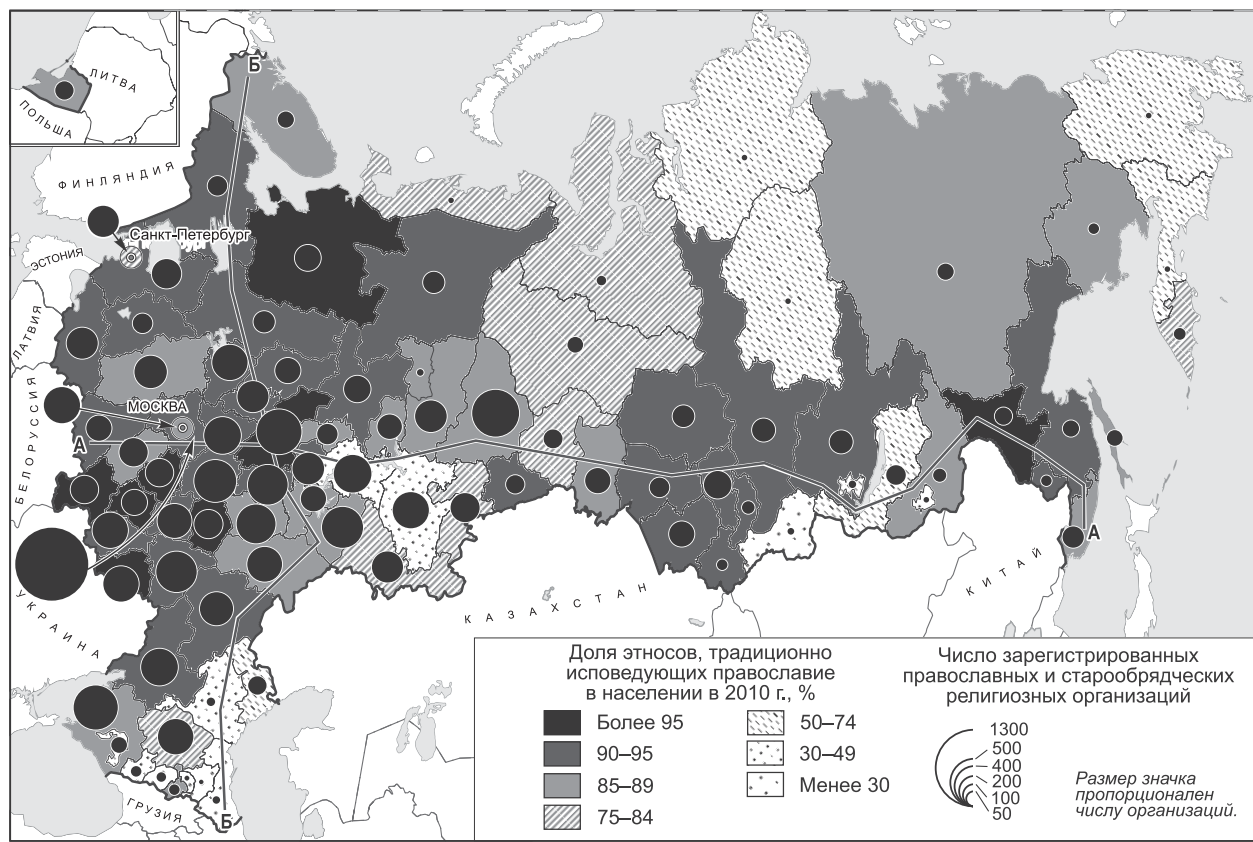 Б
ЛИТВА
ПОЛЬША
ФИНЛЯНДИЯ
Санкт-Петербург
ЭСТОНИЯ
ЛАТВИЯ
БЕЛОРУССИЯ
МОСКВА
А
А
УКРАИНА
КАЗАХСТАН
КИТАЙ
ГРУЗИЯ
Б
Доля этносов, традиционно
исповедующих православие
в населении в 2010 г., %
Более 95
90–95
85–89
75–84
50–74
30–49
Менее 30
Число зарегистрированных
православных и старообрядческих
религиозных организаций
1300
500
400
200
100
50
Размер значка
пропорционален
числу организаций.